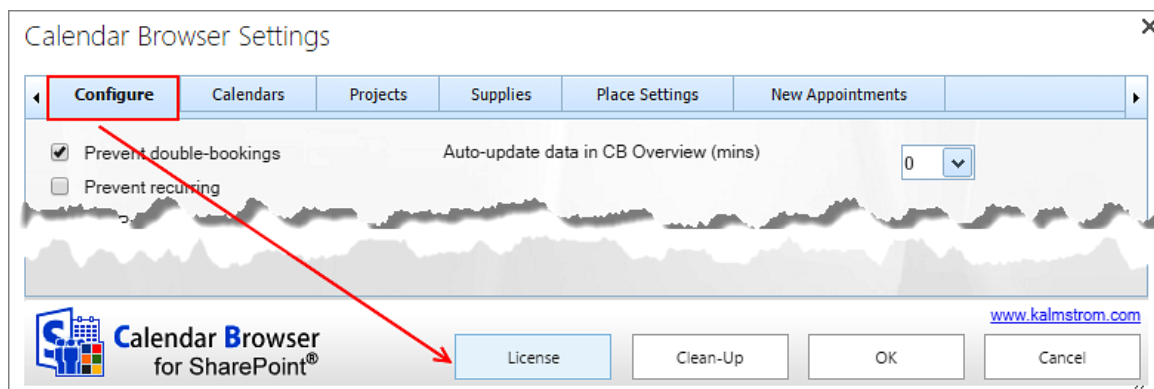 Calendar Browser Settings
Configure Calendars Projects Supplies Place Settings New Appointments
Prevent double-bookings Auto-update data in CB Overview (mins) 0
Prevent recurring
www.kalmstrom.com
Calendar Browser
for SharePoint®
License Clean-Up OK Cancel